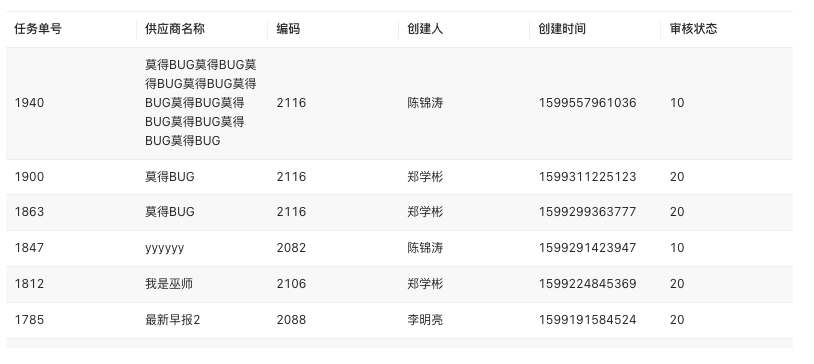 任务单号 供应商名称 编码 创建人 创建时间 审核状态
莫得BUG莫得BUG莫
得BUG莫得BUG莫得
1940 BUG莫得BUG莫得 2116 陈锦涛 1599557961036 10
BUG莫得BUG莫得
BUG莫得BUG
1900 莫得BUG 2116 郑学彬 1599311225123 20
1863 莫得BUG 2116 郑学彬 1599299363777 20
1847 yyyyyy 2082 陈锦涛 1599291423947 10
1812 我是巫师 2106 郑学彬 1599224845369 20
1785 最新早报2 2088 李明亮 1599191584524 20